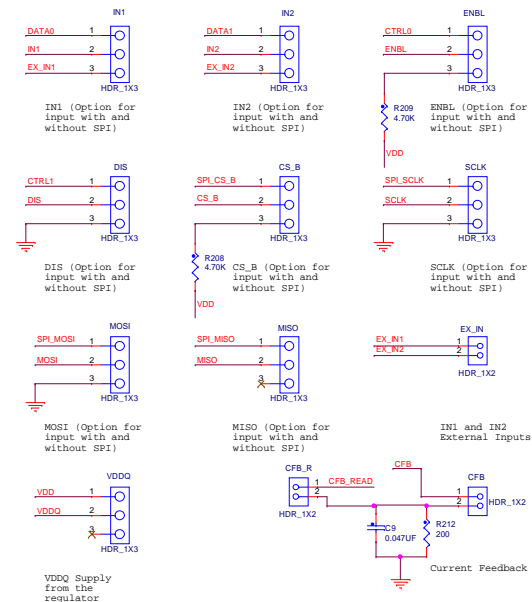 IN1
DATA0
1
IN1
2
EX_IN1
3
HDR_1X3
IN1 (Option for
input with and
without SPI)
IN2
DATA1
1
IN2
2
EX_IN2
3
HDR_1X3
IN2 (Option for
input with and
without SPI)
ENBL
CTRL0
1
ENBL
2
3
HDR_1X3
R209
4.70K
VDD
ENBL (Option for
input with and
without SPI)
DIS
CTRL1
1
DIS
2
3
HDR_1X3
DIS (Option for
input with and
without SPI)
CS_B
SPI_CS_B
1
CS_B
2
3
HDR_1X3
R208
4.70K
VDD
CS_B (Option for
input with and
without SPI)
SCLK
SPI_SCLK
1
SCLK
2
3
HDR_1X3
SCLK (Option for
input with and
without SPI)
MOSI
SPI_MOSI
1
MOSI
2
3
HDR_1X3
MOSI (Option for
input with and
without SPI)
MISO
SPI_MISO
1
MISO
2
3
HDR_1X3
MISO (Option for
input with and
without SPI)
EX_IN
EX_IN1
1
EX_IN2
2
HDR_1X2
IN1 and IN2
External Inputs
VDDQ
VDD
1
VDDQ
2
3
HDR_1X3
VDDQ Supply
from the
regulator
CFB_R
1
CFB_READ
2
HDR_1X2
CFB
CFB
1
2
HDR_1X2
C9
0.047UF
R212
200
Current Feedback